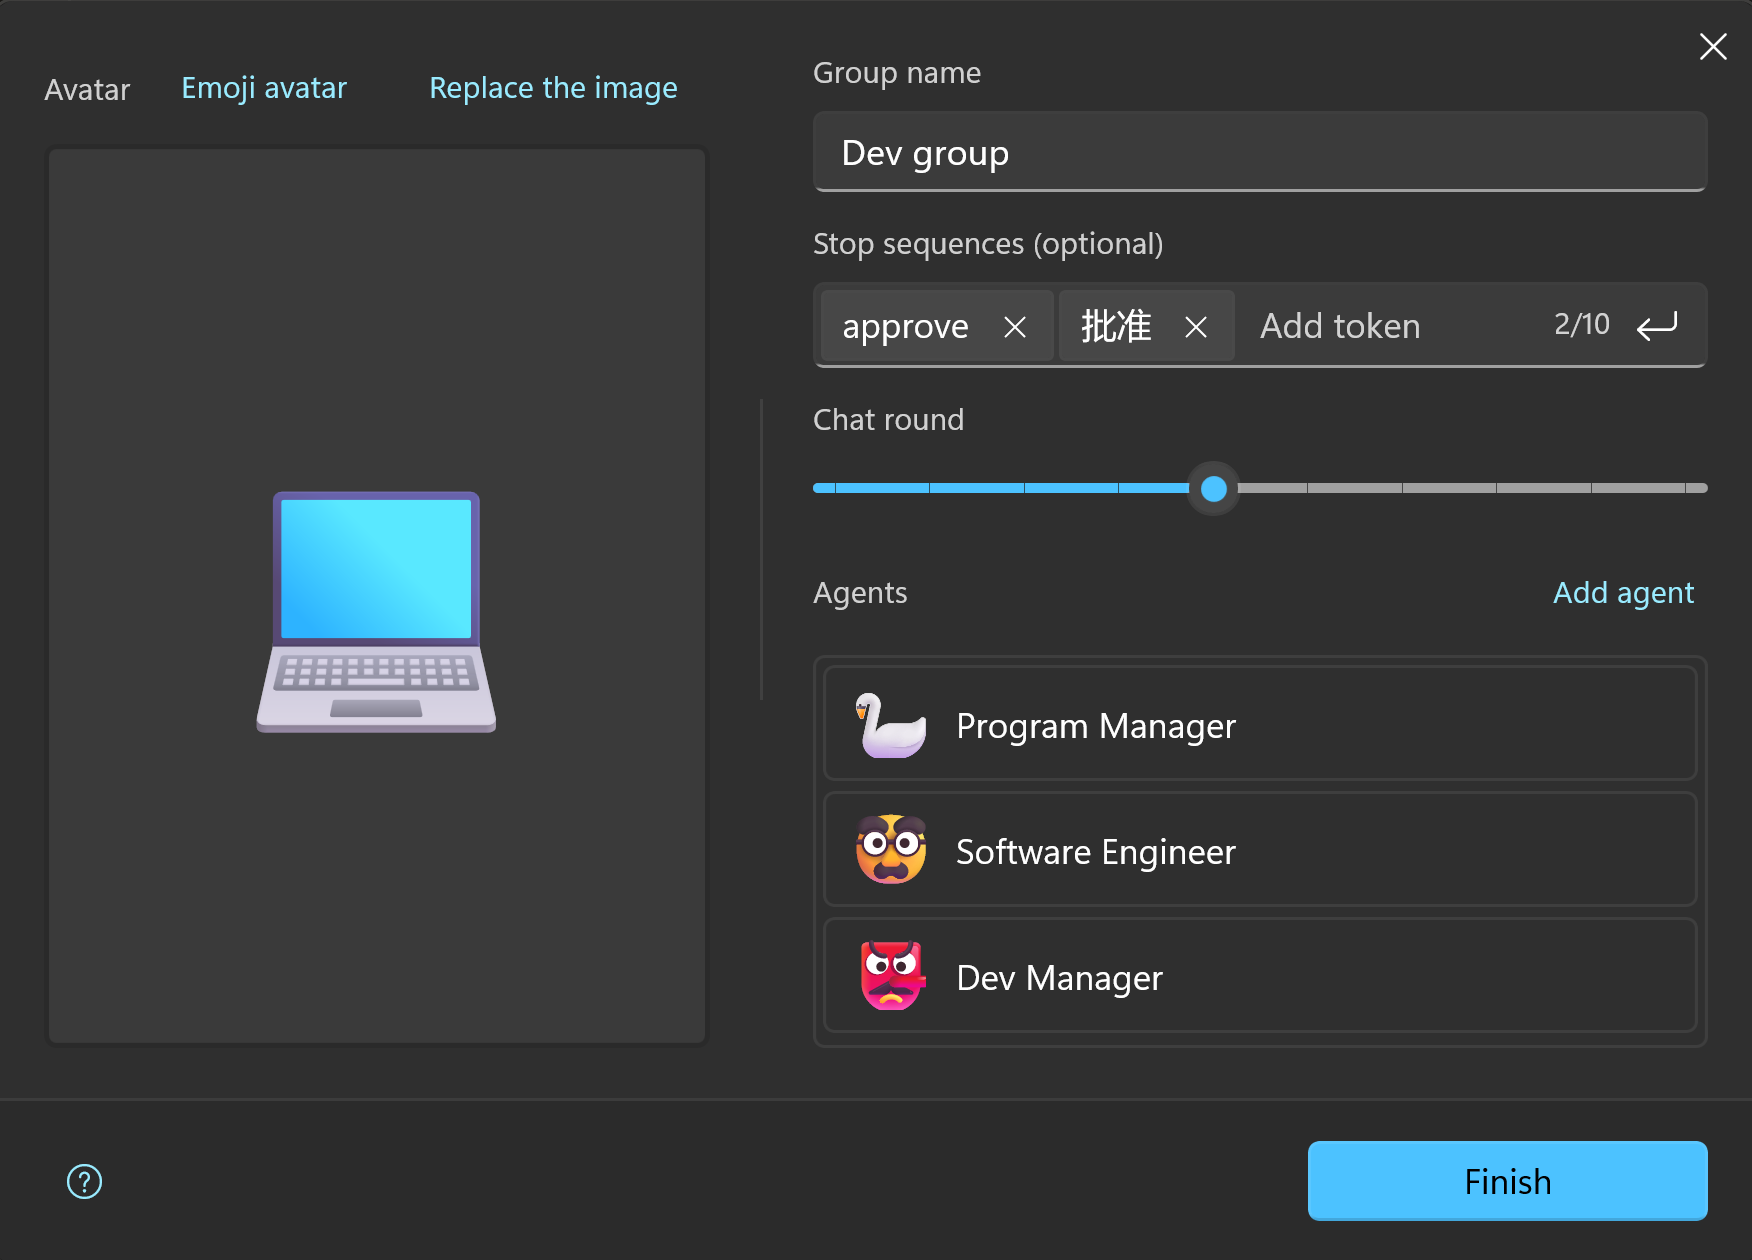 Avatar
Emoji avatar
Replace the image
Group name
Dev group
Stop sequences (optional)
approve
批准
Add token
2/10
Chat round
Agents
Add agent
Program Manager
Software Engineer
Dev Manager
Finish